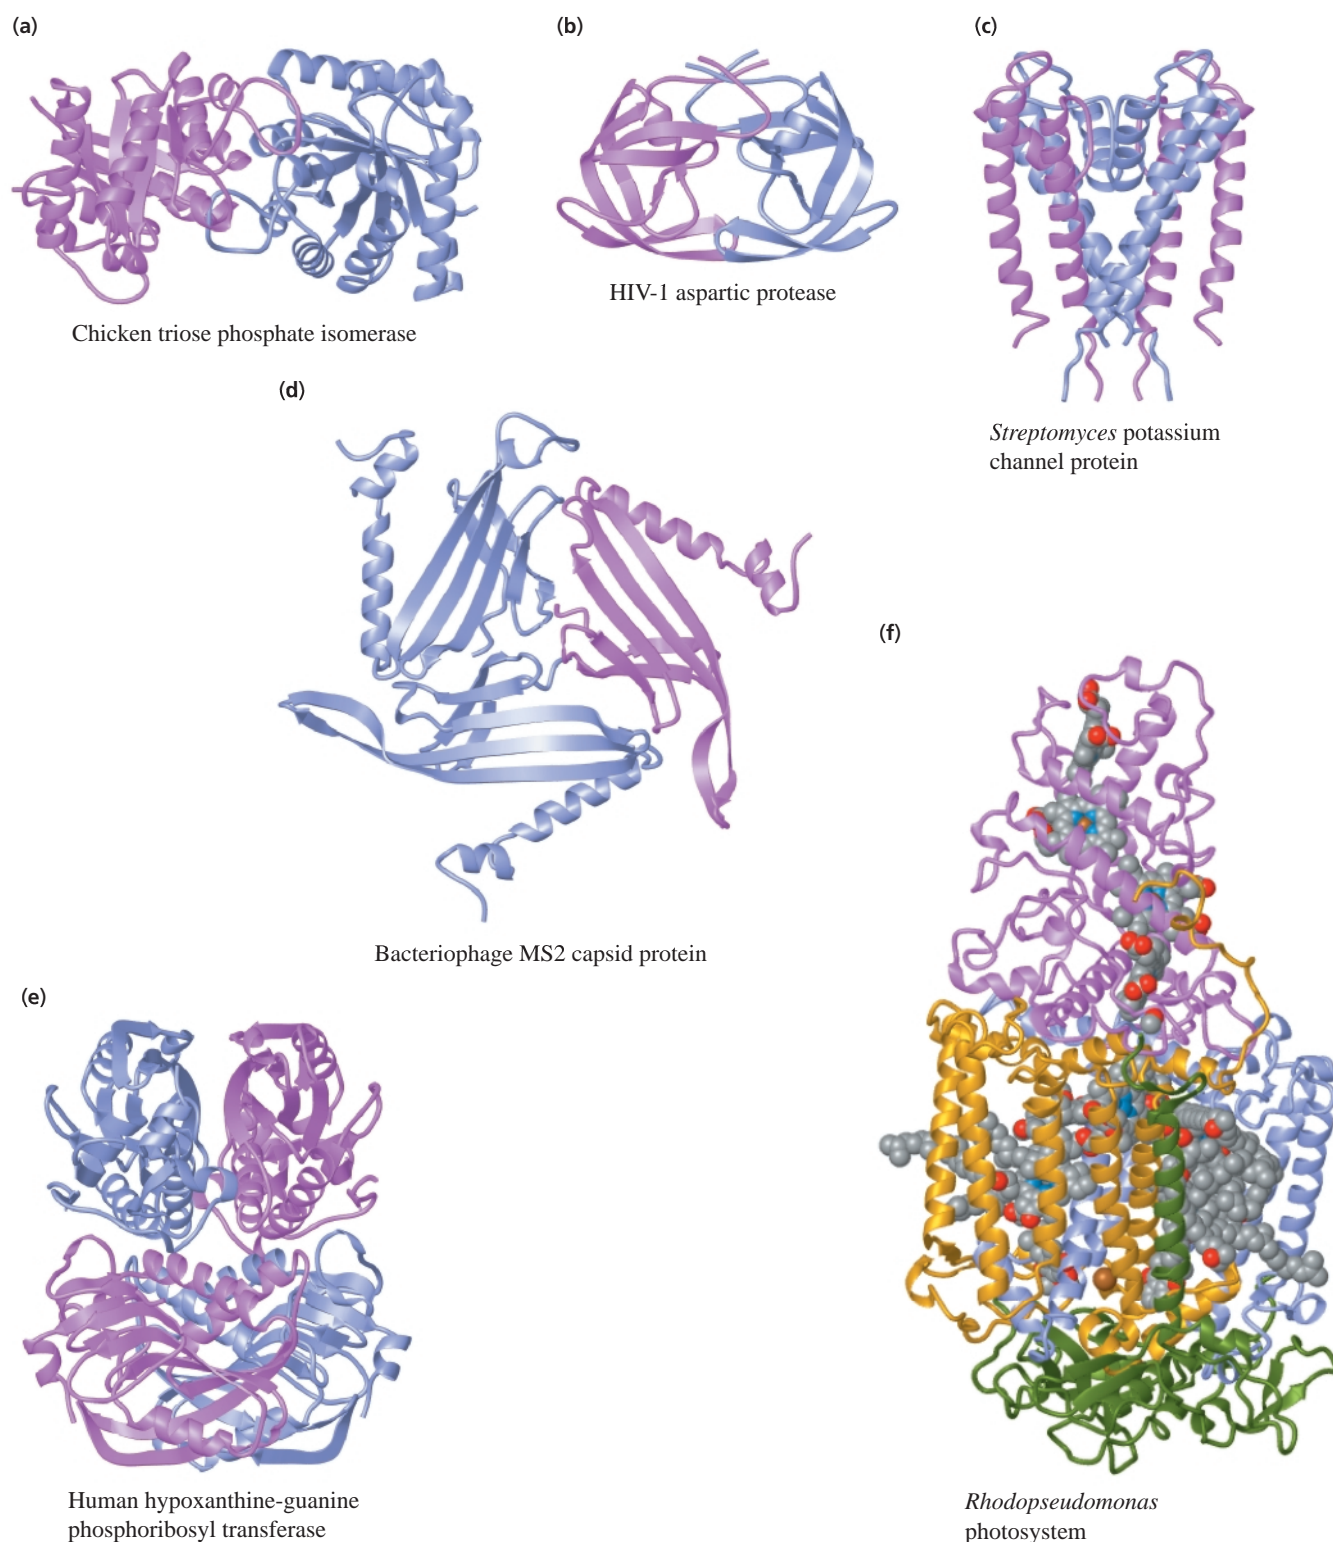 (a)
(b)
(c)
Chicken triose phosphate isomerase
HIV-1 aspartic protease
Streptomyces potassium
channel protein
(d)
Bacteriophage MS2 capsid protein
(e)
(f)
Human hypoxanthine-guanine
phosphoribosyl transferase
Rhodopseudomonas
photosystem